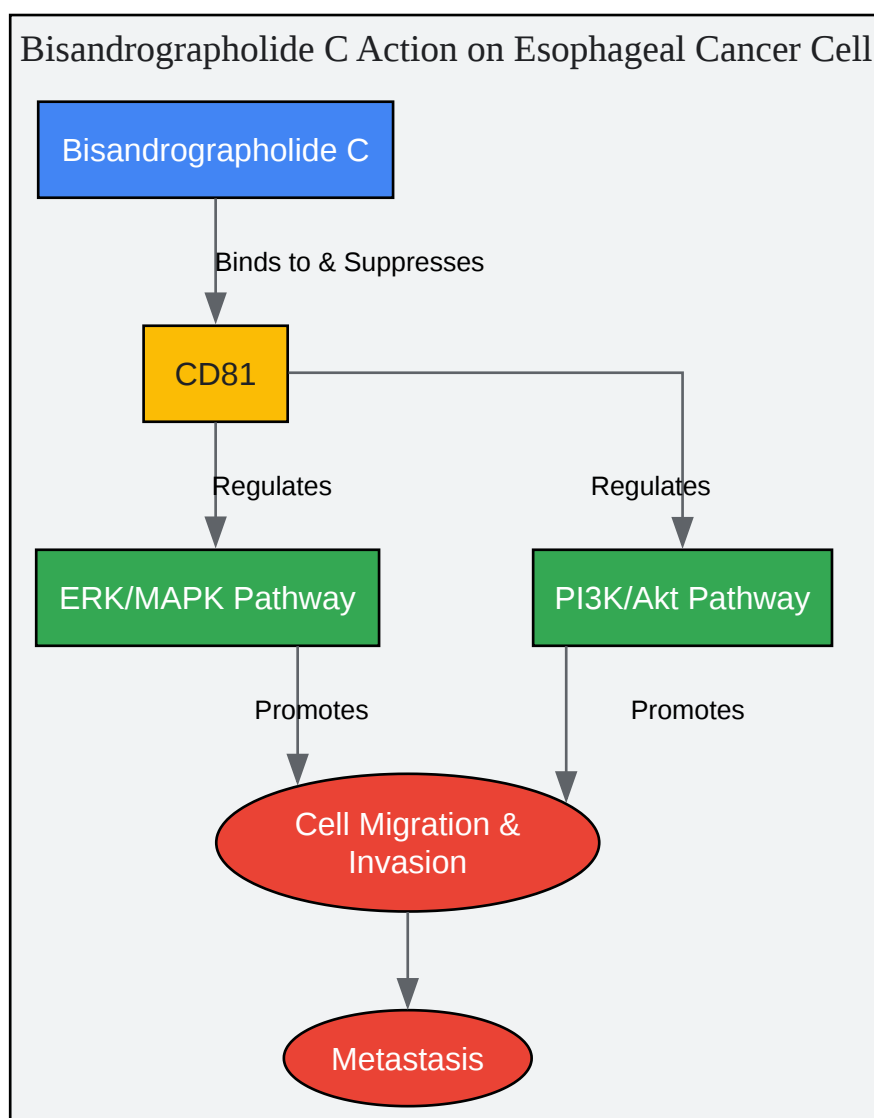 Bisandrographolide C Action on Esophageal Cancer Cell
Bisandrographolide C
Binds to & Suppresses
CD81
Regulates
Regulates
ERK/MAPK Pathway
PI3K/Akt Pathway
Promotes
Promotes
Cell Migration &
Invasion
Metastasis